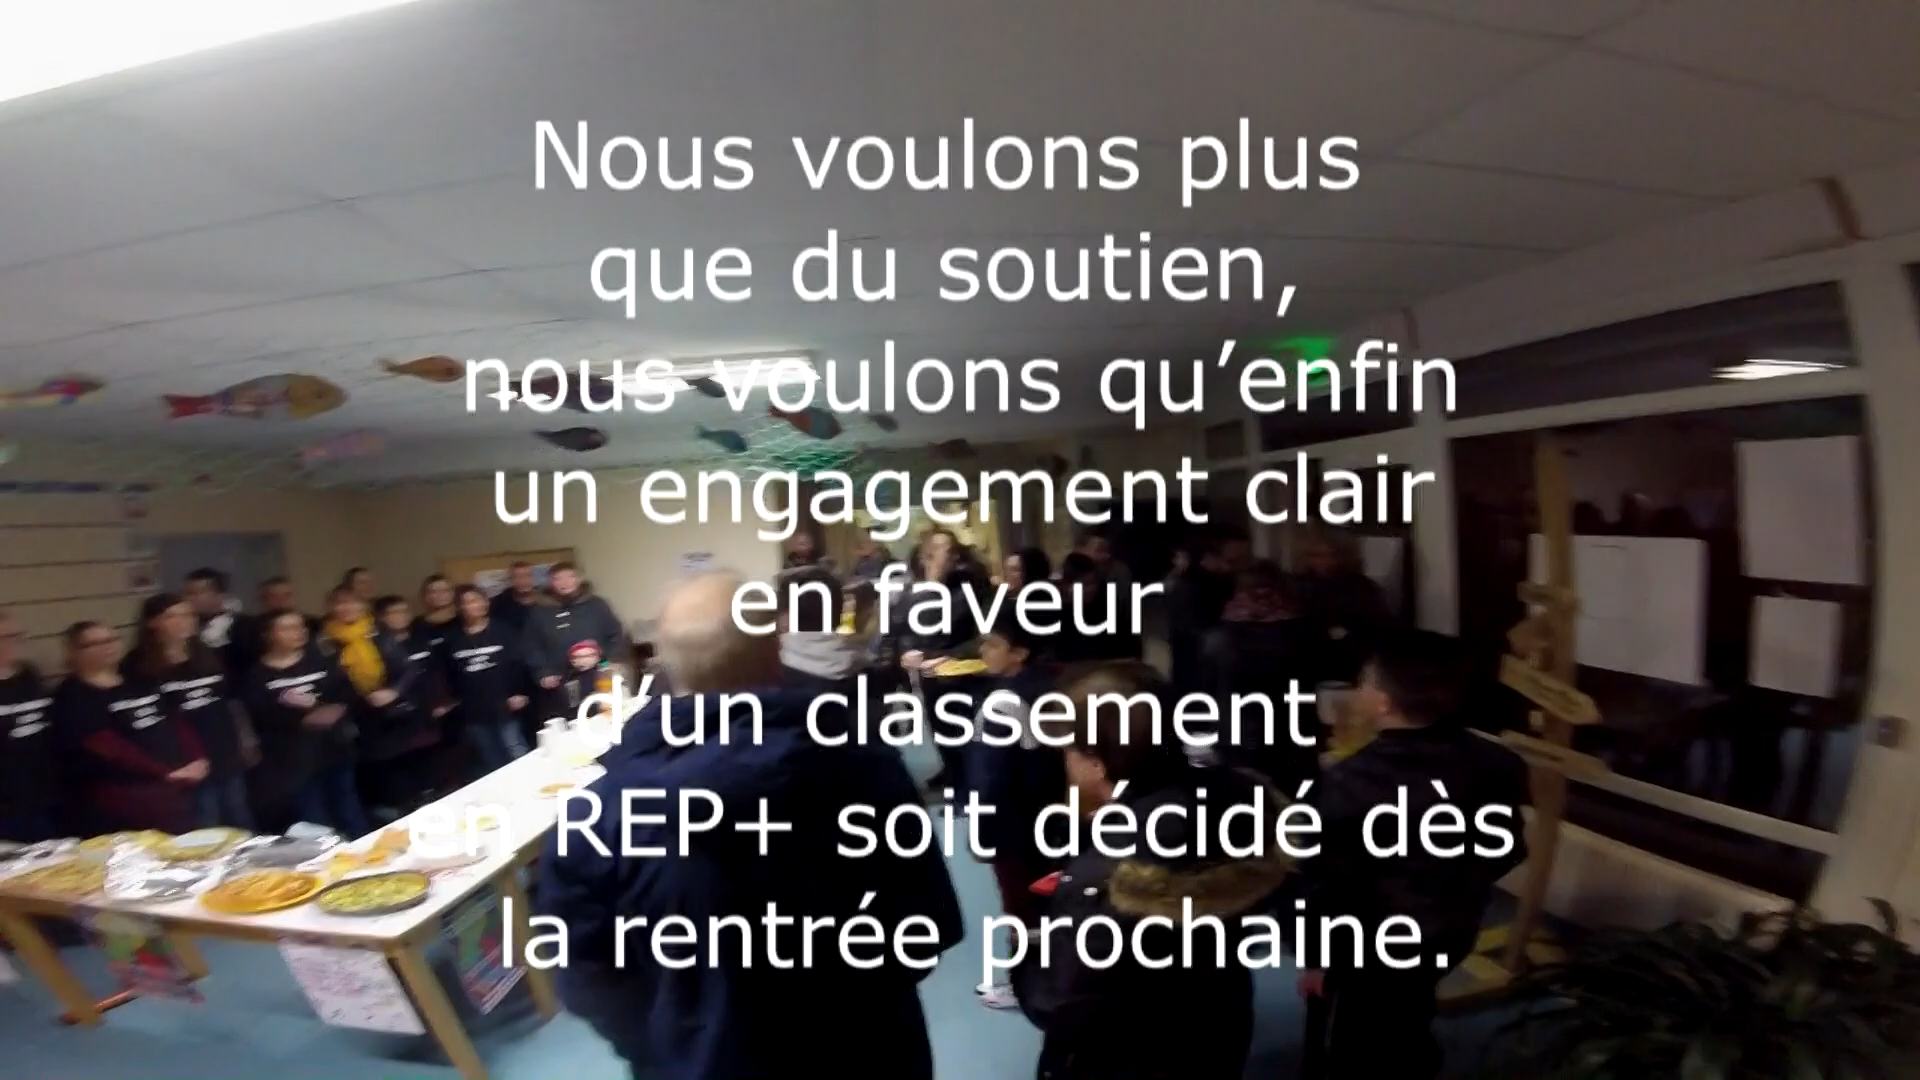 Nous voulons plus
que du soutien,
nous voulons qu’enfin
un engagement clair
en faveur
d’un classement
en REP+ soit décidé dès
la rentrée prochaine.